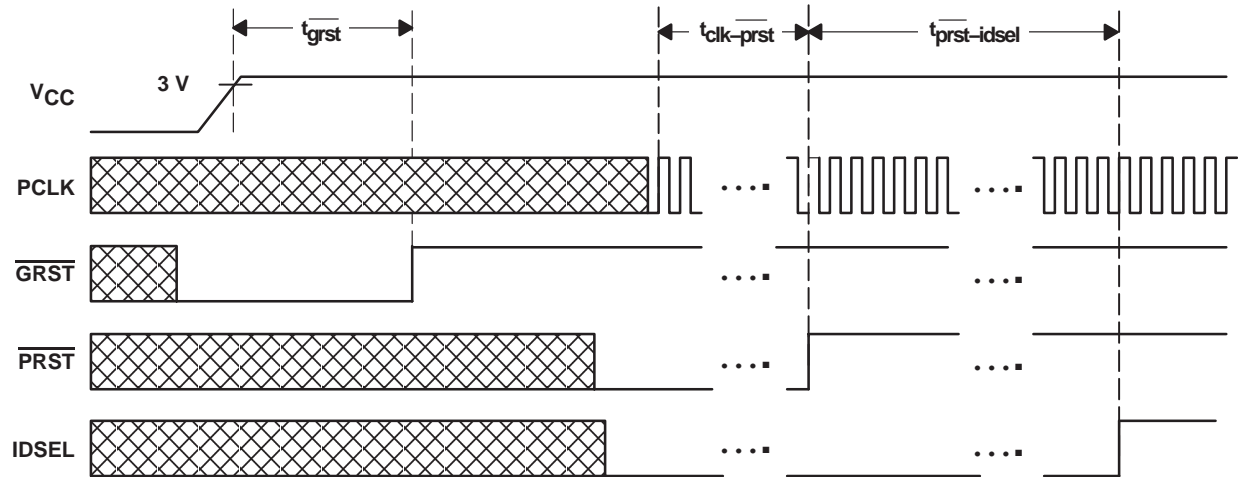 tgrst
tclk–prst
tprst–idsel
3 V
VCC
PCLK
GRST
PRST
IDSEL